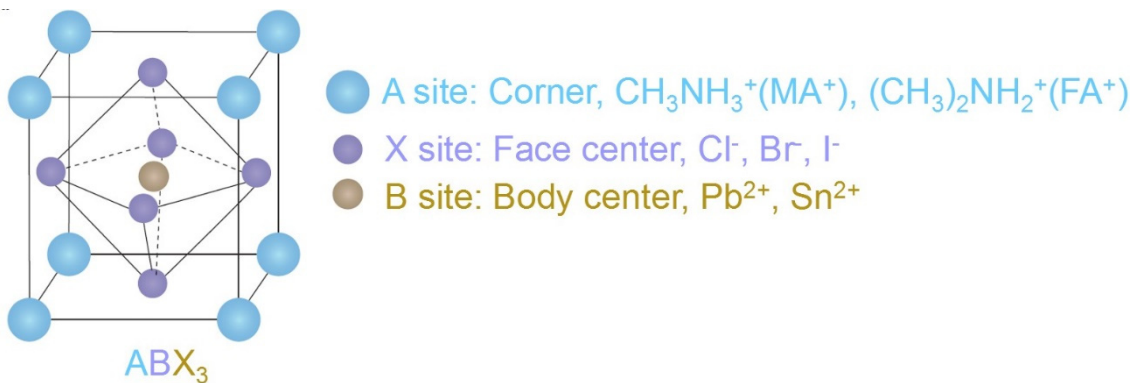 A site: Corner, CH₃NH₃⁺(MA⁺), (CH₃)₂NH₂⁺(FA⁺)
X site: Face center, Cl⁻, Br⁻, I⁻
B site: Body center, Pb²⁺, Sn²⁺
ABX₃